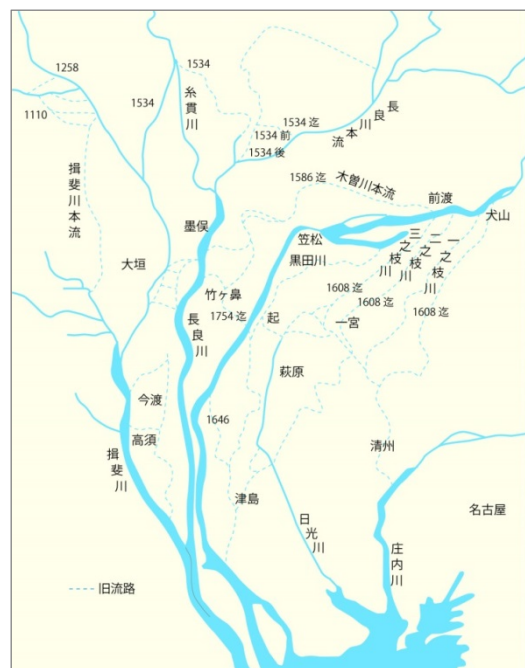 1258
1534
糸貫川
1534
1110
長良川本流
1534 迄
1534 前
1534 後
揖斐川本流
1586 迄
木曽川本流
前渡
犬山
墨俣
笠松
三之枝川
二之枝川
一之枝川
大垣
黒田川
竹ヶ鼻
1608 迄
1608 迄
1608 迄
1754 迄
起
一宮
長良川
萩原
今渡
1646
高須
清州
揖斐川
津島
名古屋
日光川
庄内川
旧流路